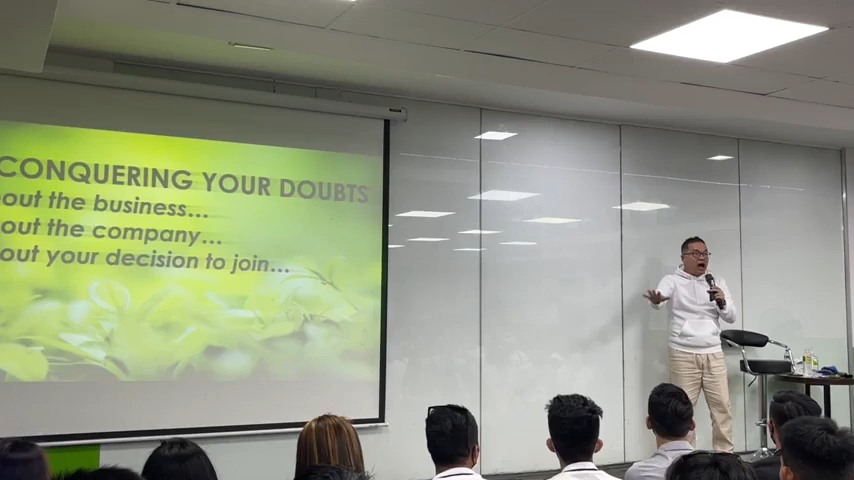 CONQUERING YOUR DOUBTS
out the business...
out the company...
out your decision to join...